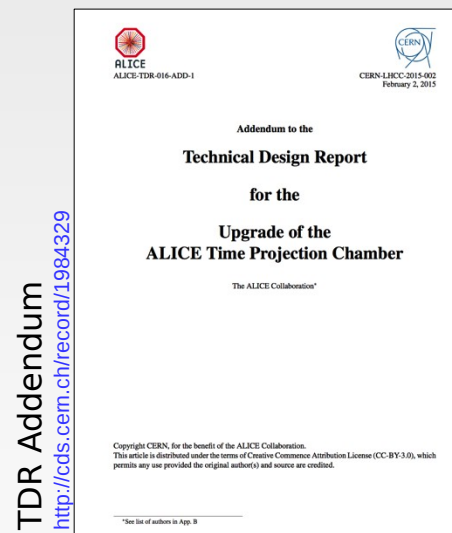 TDR Addendum
http://cds.cern.ch/record/1984329
ALICE
ALICE-TDR-016-ADD-1
CERN
CERN-LHCC-2015-002
February 2, 2015
Addendum to the
Technical Design Report
for the
Upgrade of the
ALICE Time Projection Chamber
The ALICE Collaboration*
Copyright CERN, for the benefit of the ALICE Collaboration.
This article is distributed under the terms of Creative Commence Attribution License (CC-BY-3.0), which
permits any use provided the original author(s) and source are credited.
*See list of authors in App. B